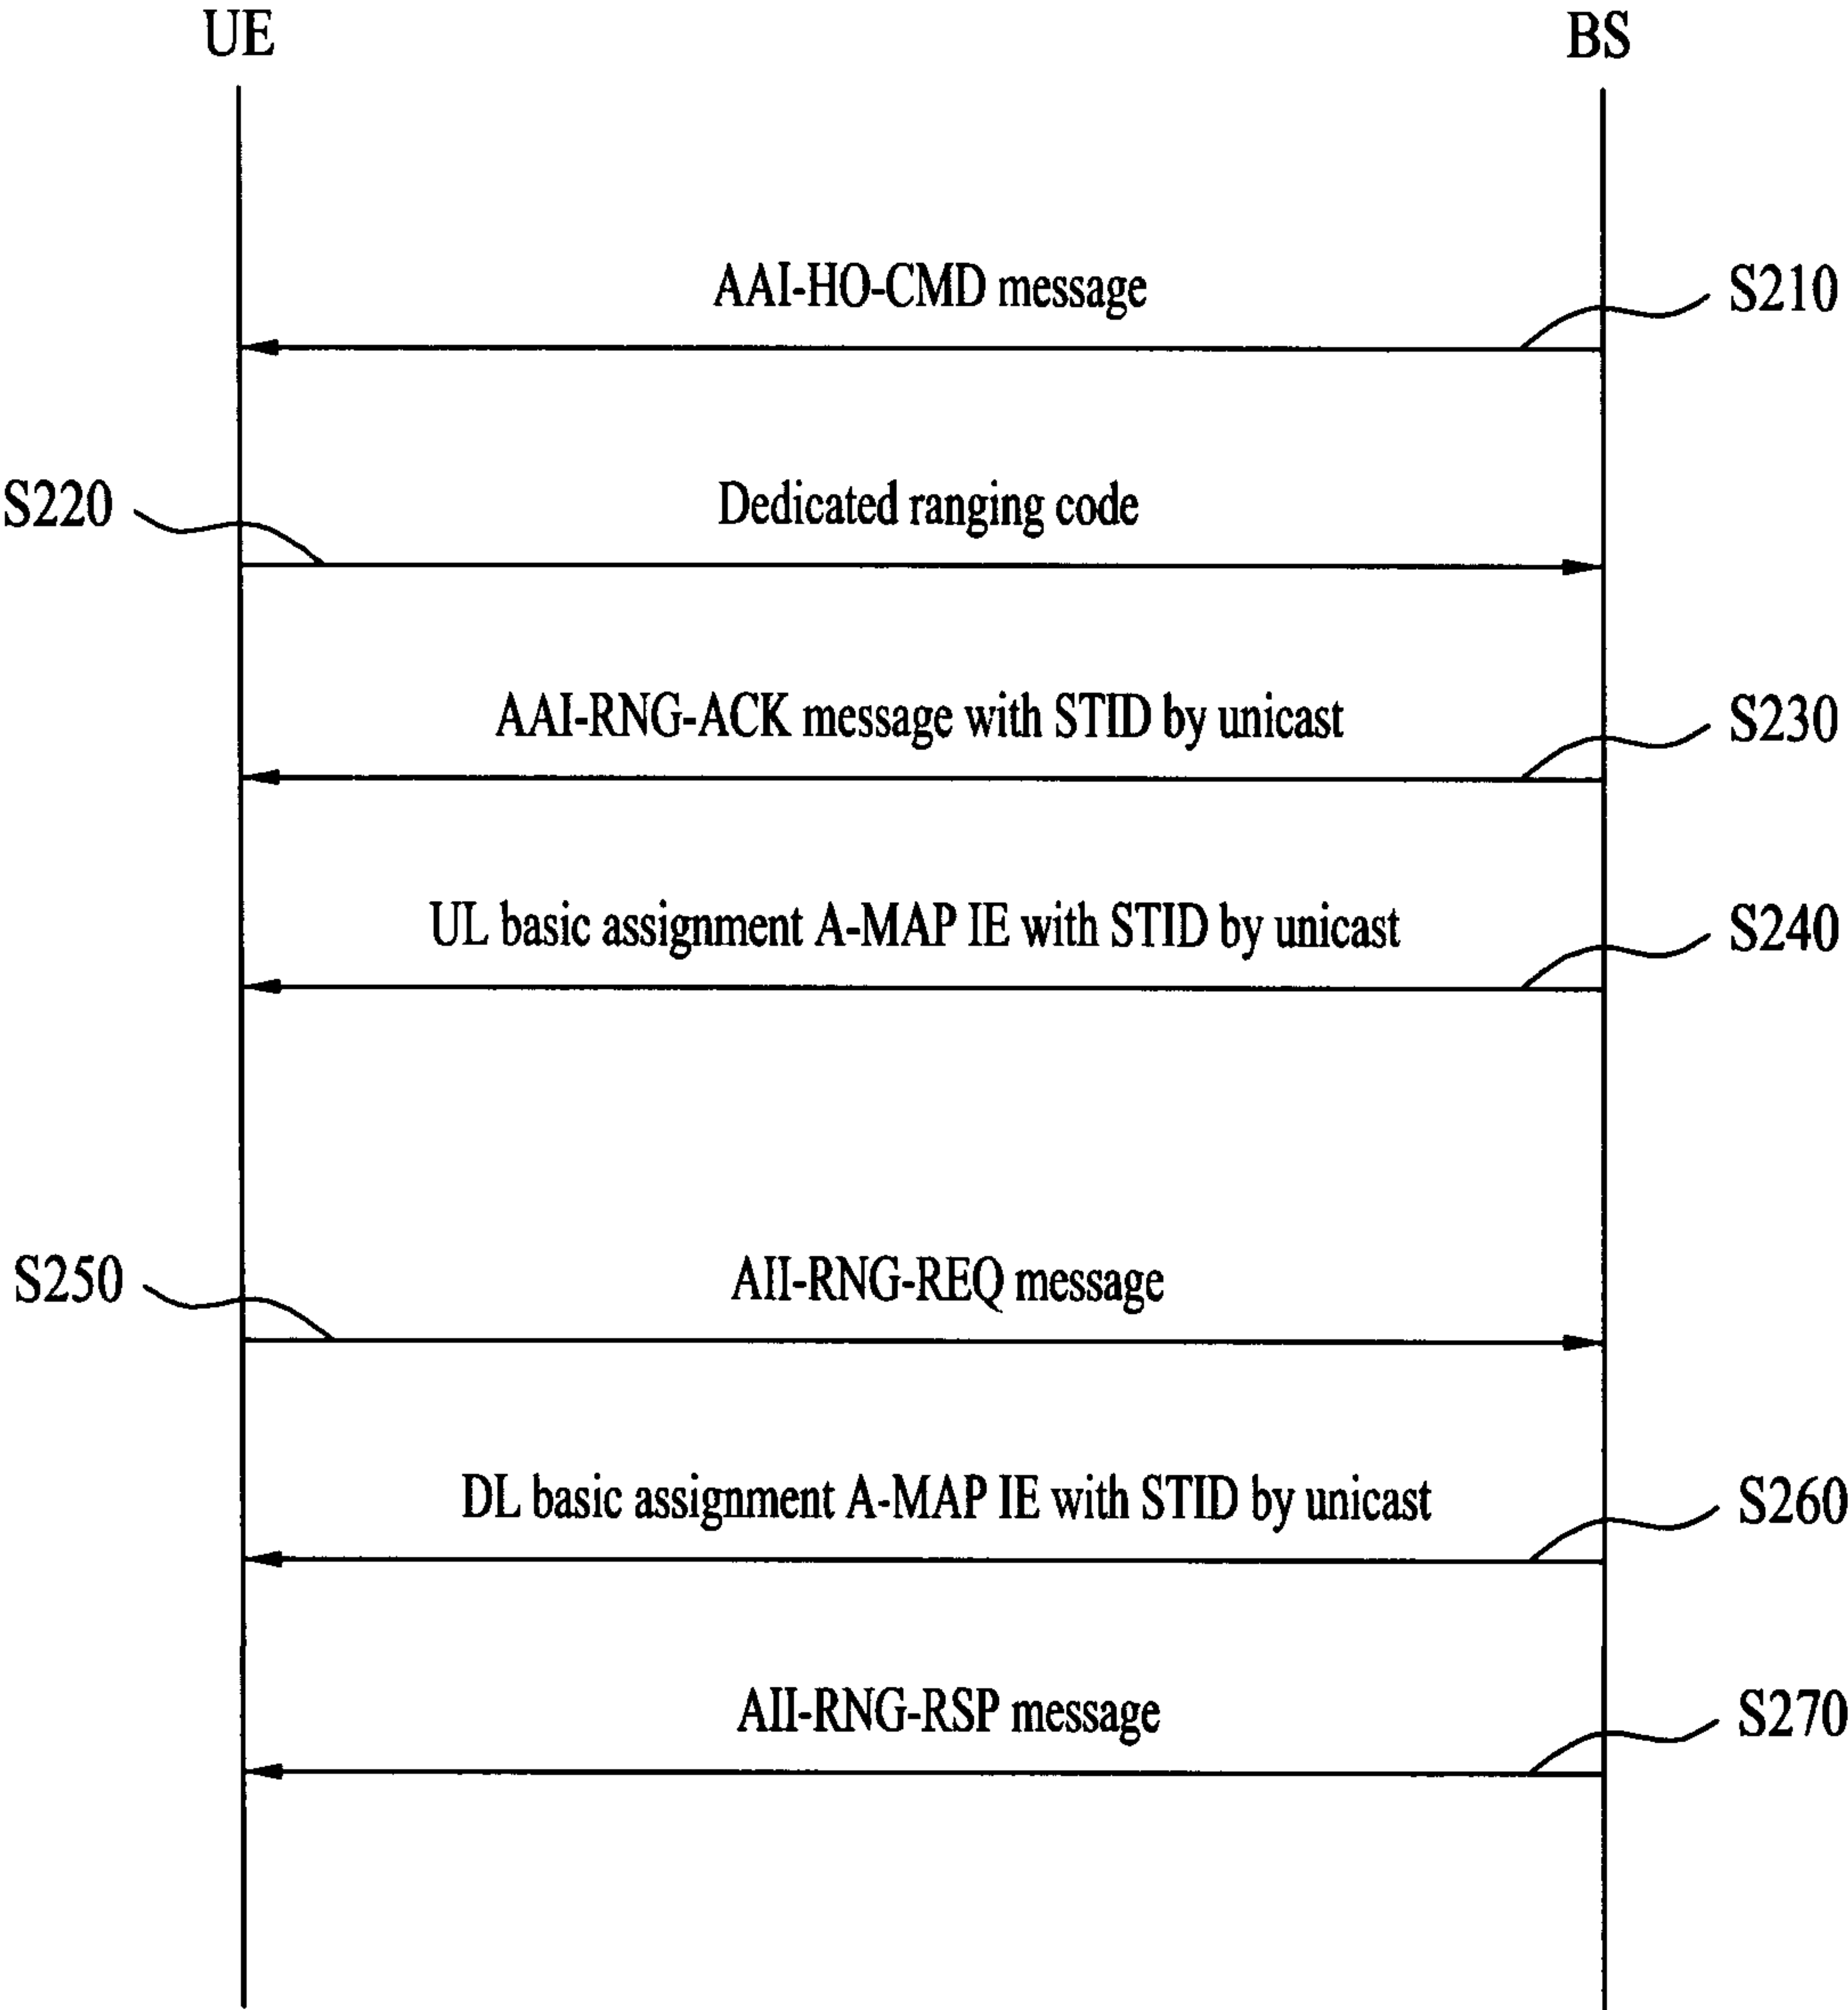 UE
BS
AAI-HO-CMD message
S210
S220
Dedicated ranging code
AAI-RNG-ACK message with STID by unicast
S230
UL basic assignment A-MAP IE with STID by unicast
S240
S250
AII-RNG-REQ message
DL basic assignment A-MAP IE with STID by unicast
S260
AII-RNG-RSP message
S270